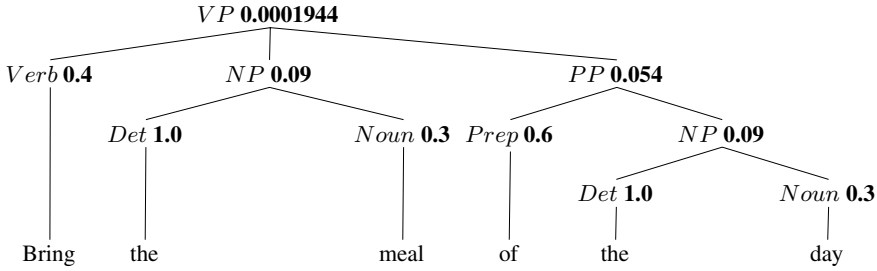 VP 0.0001944
Verb 0.4 NP 0.09 PP 0.054
Det 1.0 Noun 0.3 Prep 0.6 NP 0.09
Det 1.0 Noun 0.3
Bring the meal of the day